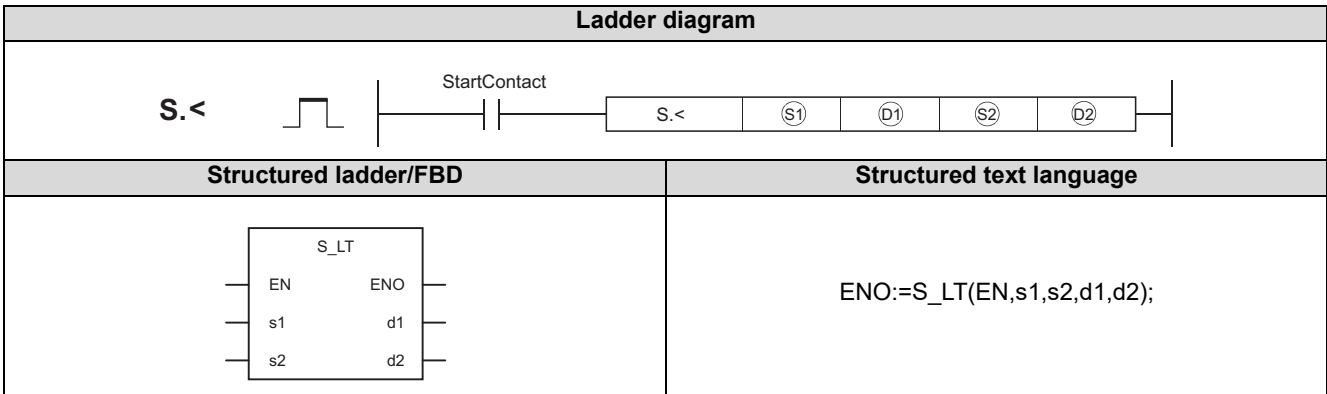 Ladder diagram
StartContact
S.<
S.< S1 D1 S2 D2
Structured ladder/FBD Structured text language
S_LT
EN ENO
s1 d1
s2 d2
ENO:=S_LT(EN,s1,s2,d1,d2);